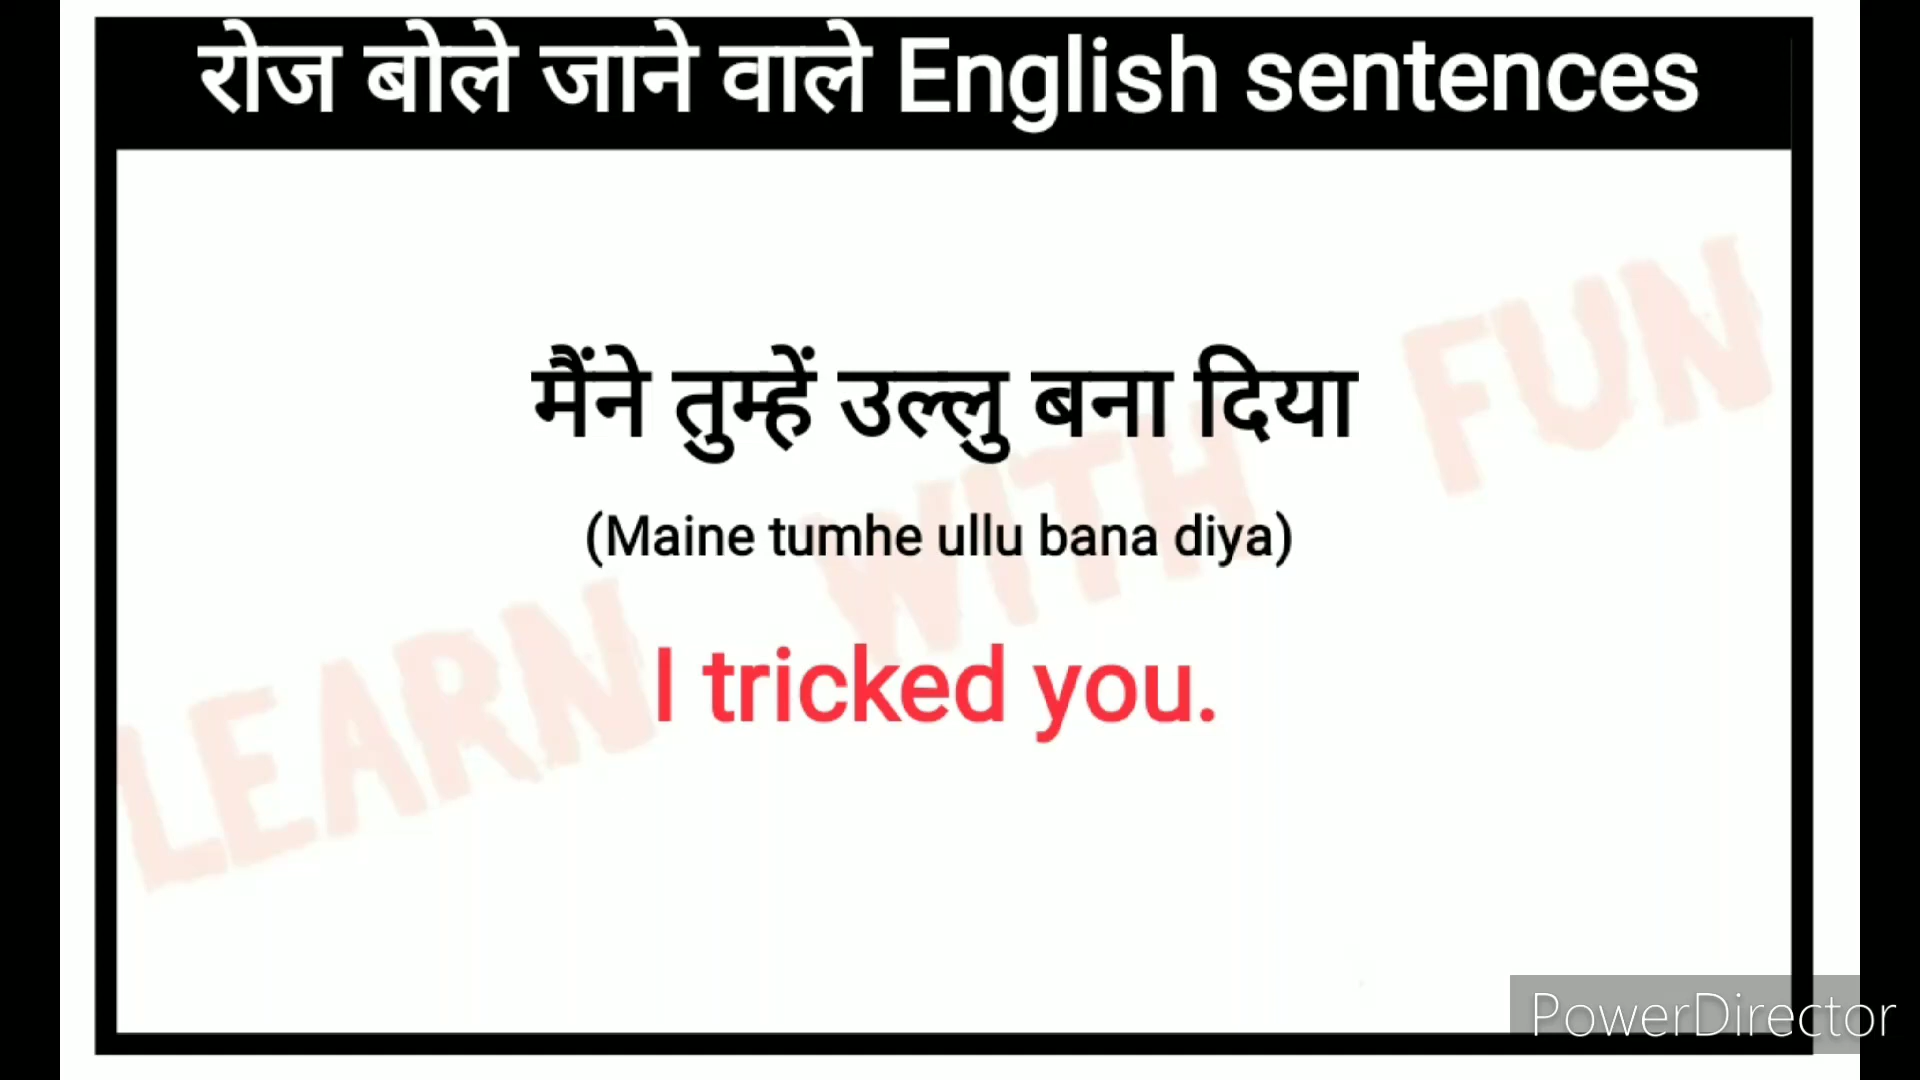 रोज बोले जाने वाले English sentences
मैंने तुम्हें उल्लु बना दिया
(Maine tumhe ullu bana diya)
I tricked you.
LEARN WITH FUN
PowerDirector